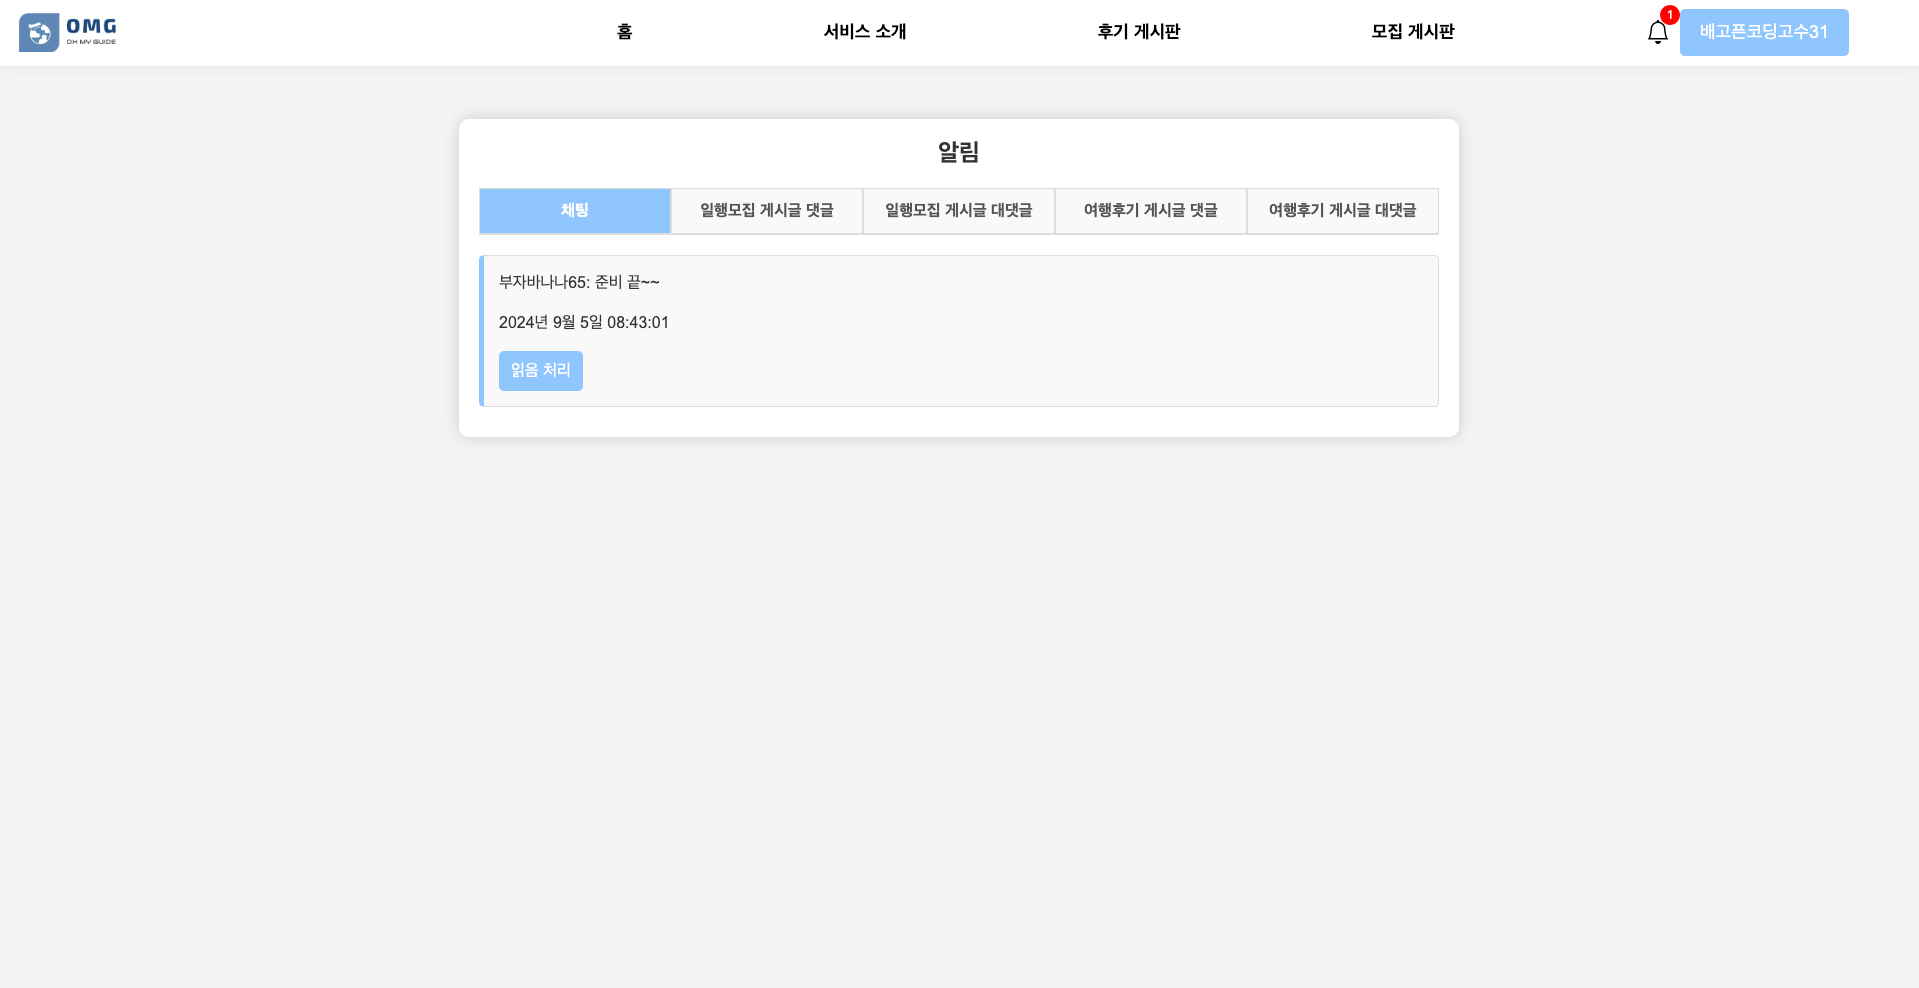 OMG
OH MY GUIDE
홈
서비스 소개
후기 게시판
모집 게시판
1
배고픈코딩고수31
알림
채팅
일행모집 게시글 댓글
일행모집 게시글 대댓글
여행후기 게시글 댓글
여행후기 게시글 대댓글
부자바나나65: 준비 끝~~
2024년 9월 5일 08:43:01
읽음 처리